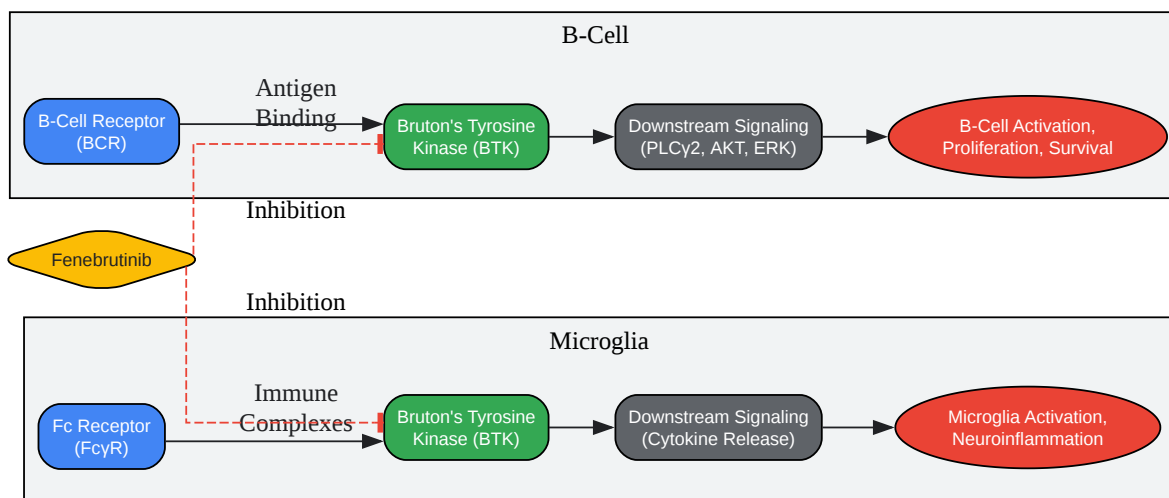 B-Cell
Antigen
Binding
B-Cell Receptor
(BCR)
Bruton's Tyrosine
Kinase (BTK)
Downstream Signaling
(PLCγ2, AKT, ERK)
B-Cell Activation,
Proliferation, Survival
Inhibition
Fenebrutinib
Inhibition
Microglia
Immune
Complexes
Fc Receptor
(FcγR)
Bruton's Tyrosine
Kinase (BTK)
Downstream Signaling
(Cytokine Release)
Microglia Activation,
Neuroinflammation